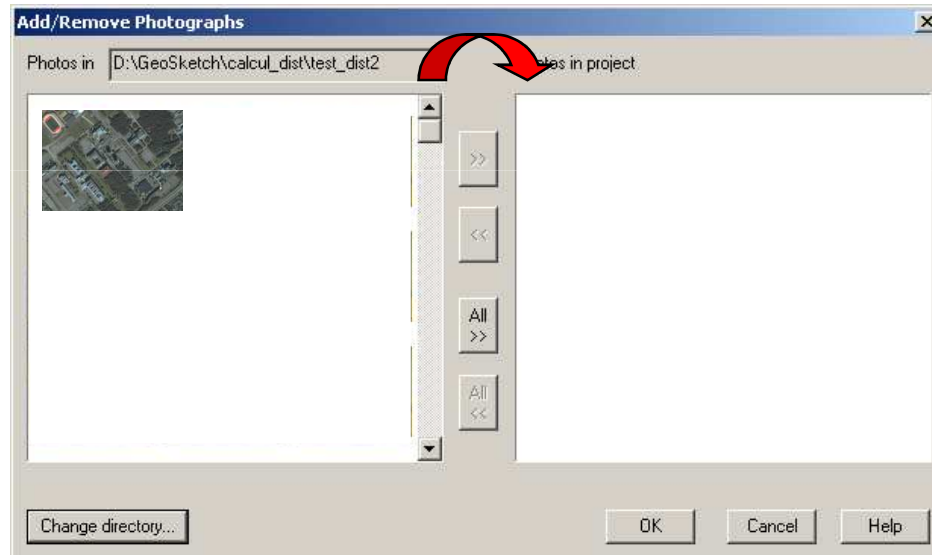 Add/Remove Photographs
Photos in D:\GeoSketch\calcul_dist\test_dist2
in project
>>
<<
All
>>
All
<<
Change directory...
OK
Cancel
Help